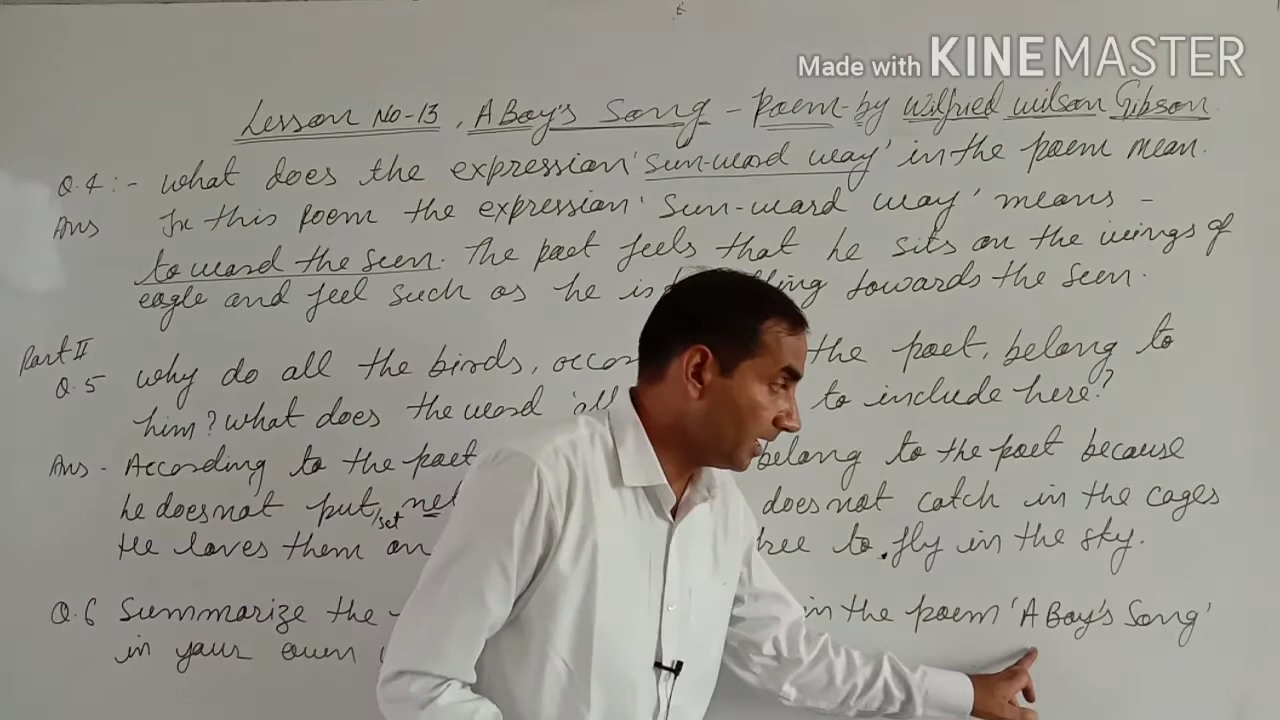 Made with KINEMASTER
Lesson No-13, A Boy's Song - Poem - by Wilfried Wilson Gibson
Q.4:- What does the expression 'sun-ward way' in the poem mean.
Ans In this poem the expression 'Sun-ward way' means -
toward the sun. The poet feels that he sits on the wings of
eagle and feel such as he is towards the sun.
Part II
Q.5 Why do all the birds, the poet, belong to
him? What does the word 'all to include here?
Ans - According to the poet belong to the poet because
he does not put/set net does not catch in the cages
He loves them free to fly in the sky.
Q.6 Summarize the in the poem 'A Boy's Song'
in your own